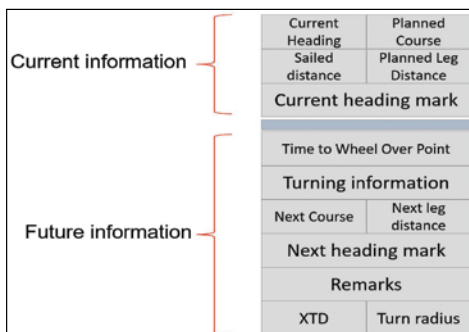 Current information
Current Heading
Planned Course
Sailed distance
Planned Leg Distance
Current heading mark
Future information
Time to Wheel Over Point
Turning information
Next Course
Next leg distance
Next heading mark
Remarks
XTD
Turn radius